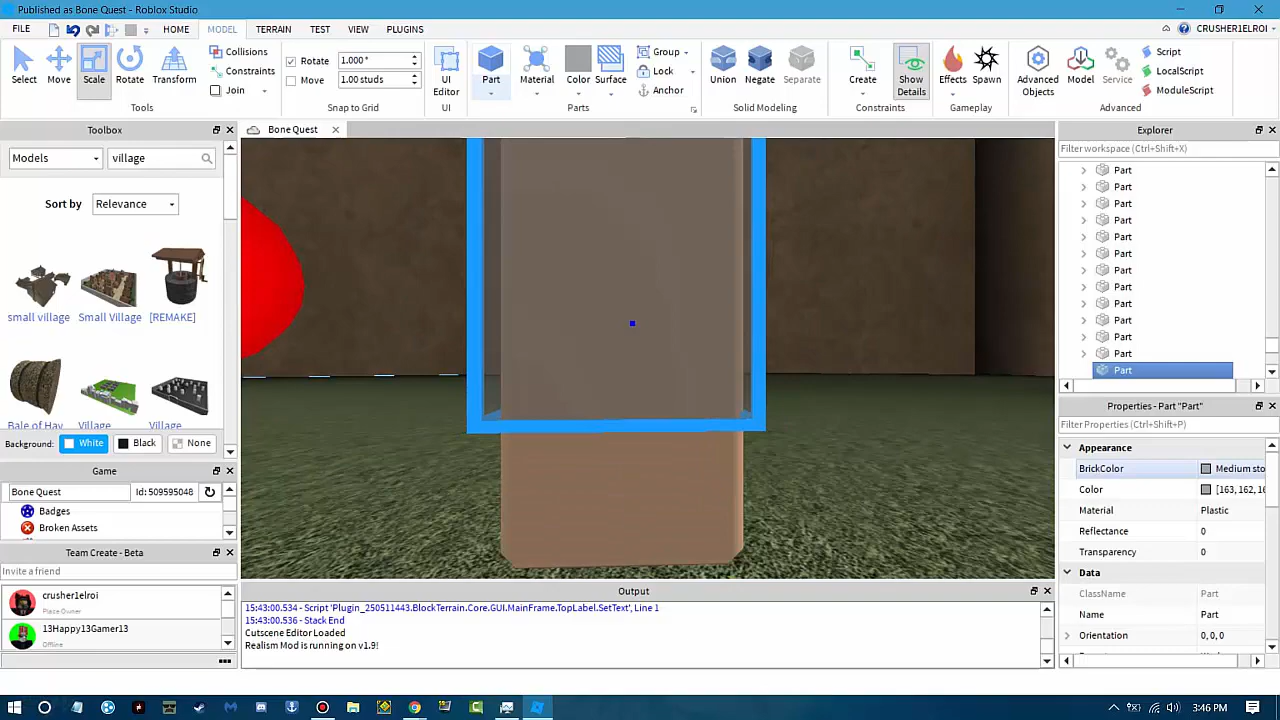 Published as Bone Quest - Roblox Studio
FILE HOME MODEL TERRAIN TEST VIEW PLUGINS CRUSHER1ELROI
Select Move Scale Rotate Transform
Collisions
Constraints
Join
Tools
Rotate 1.000 °
Move 1.00 studs
Snap to Grid
UI Editor
UI
Part Material Color Surface
Group
Lock
Anchor
Parts
Union Negate Separate
Solid Modeling
Create Show Details
Constraints
Effects Spawn
Gameplay
Advanced Objects Model Service
Script
LocalScript
ModuleScript
Advanced
Toolbox
Models village
Sort by Relevance
small village Small Village [REMAKE]
Bale of Hay Village Village
Background: White Black None
Game
Bone Quest Id: 509595048
Badges
Broken Assets
Team Create - Beta
Invite a friend
crusher1elroi
Place Owner
13Happy13Gamer13
Offline
Bone Quest
Output
15:43:00.534 - Script 'Plugin_250511443.BlockTerrain.Core.GUI.MainFrame.TopLabel.SetText', Line 1
15:43:00.536 - Stack End
Cutscene Editor Loaded
Realism Mod is running on v1.9!
Explorer
Filter workspace (Ctrl+Shift+X)
Part
Part
Part
Part
Part
Part
Part
Part
Part
Part
Part
Part
Part
Properties - Part "Part"
Filter Properties (Ctrl+Shift+P)
Appearance
BrickColor Medium sto
Color [163, 162, 16
Material Plastic
Reflectance 0
Transparency 0
Data
ClassName Part
Name Part
Orientation 0, 0, 0
3:46 PM